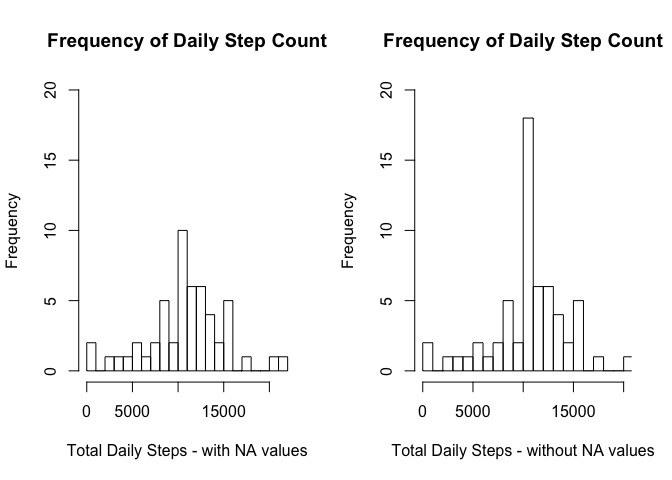 Frequency of Daily Step Count
20
15
10
5
0
Frequency
0 5000 15000
Total Daily Steps - with NA values
Frequency of Daily Step Count
20
15
10
5
0
Frequency
0 5000 15000
Total Daily Steps - without NA values